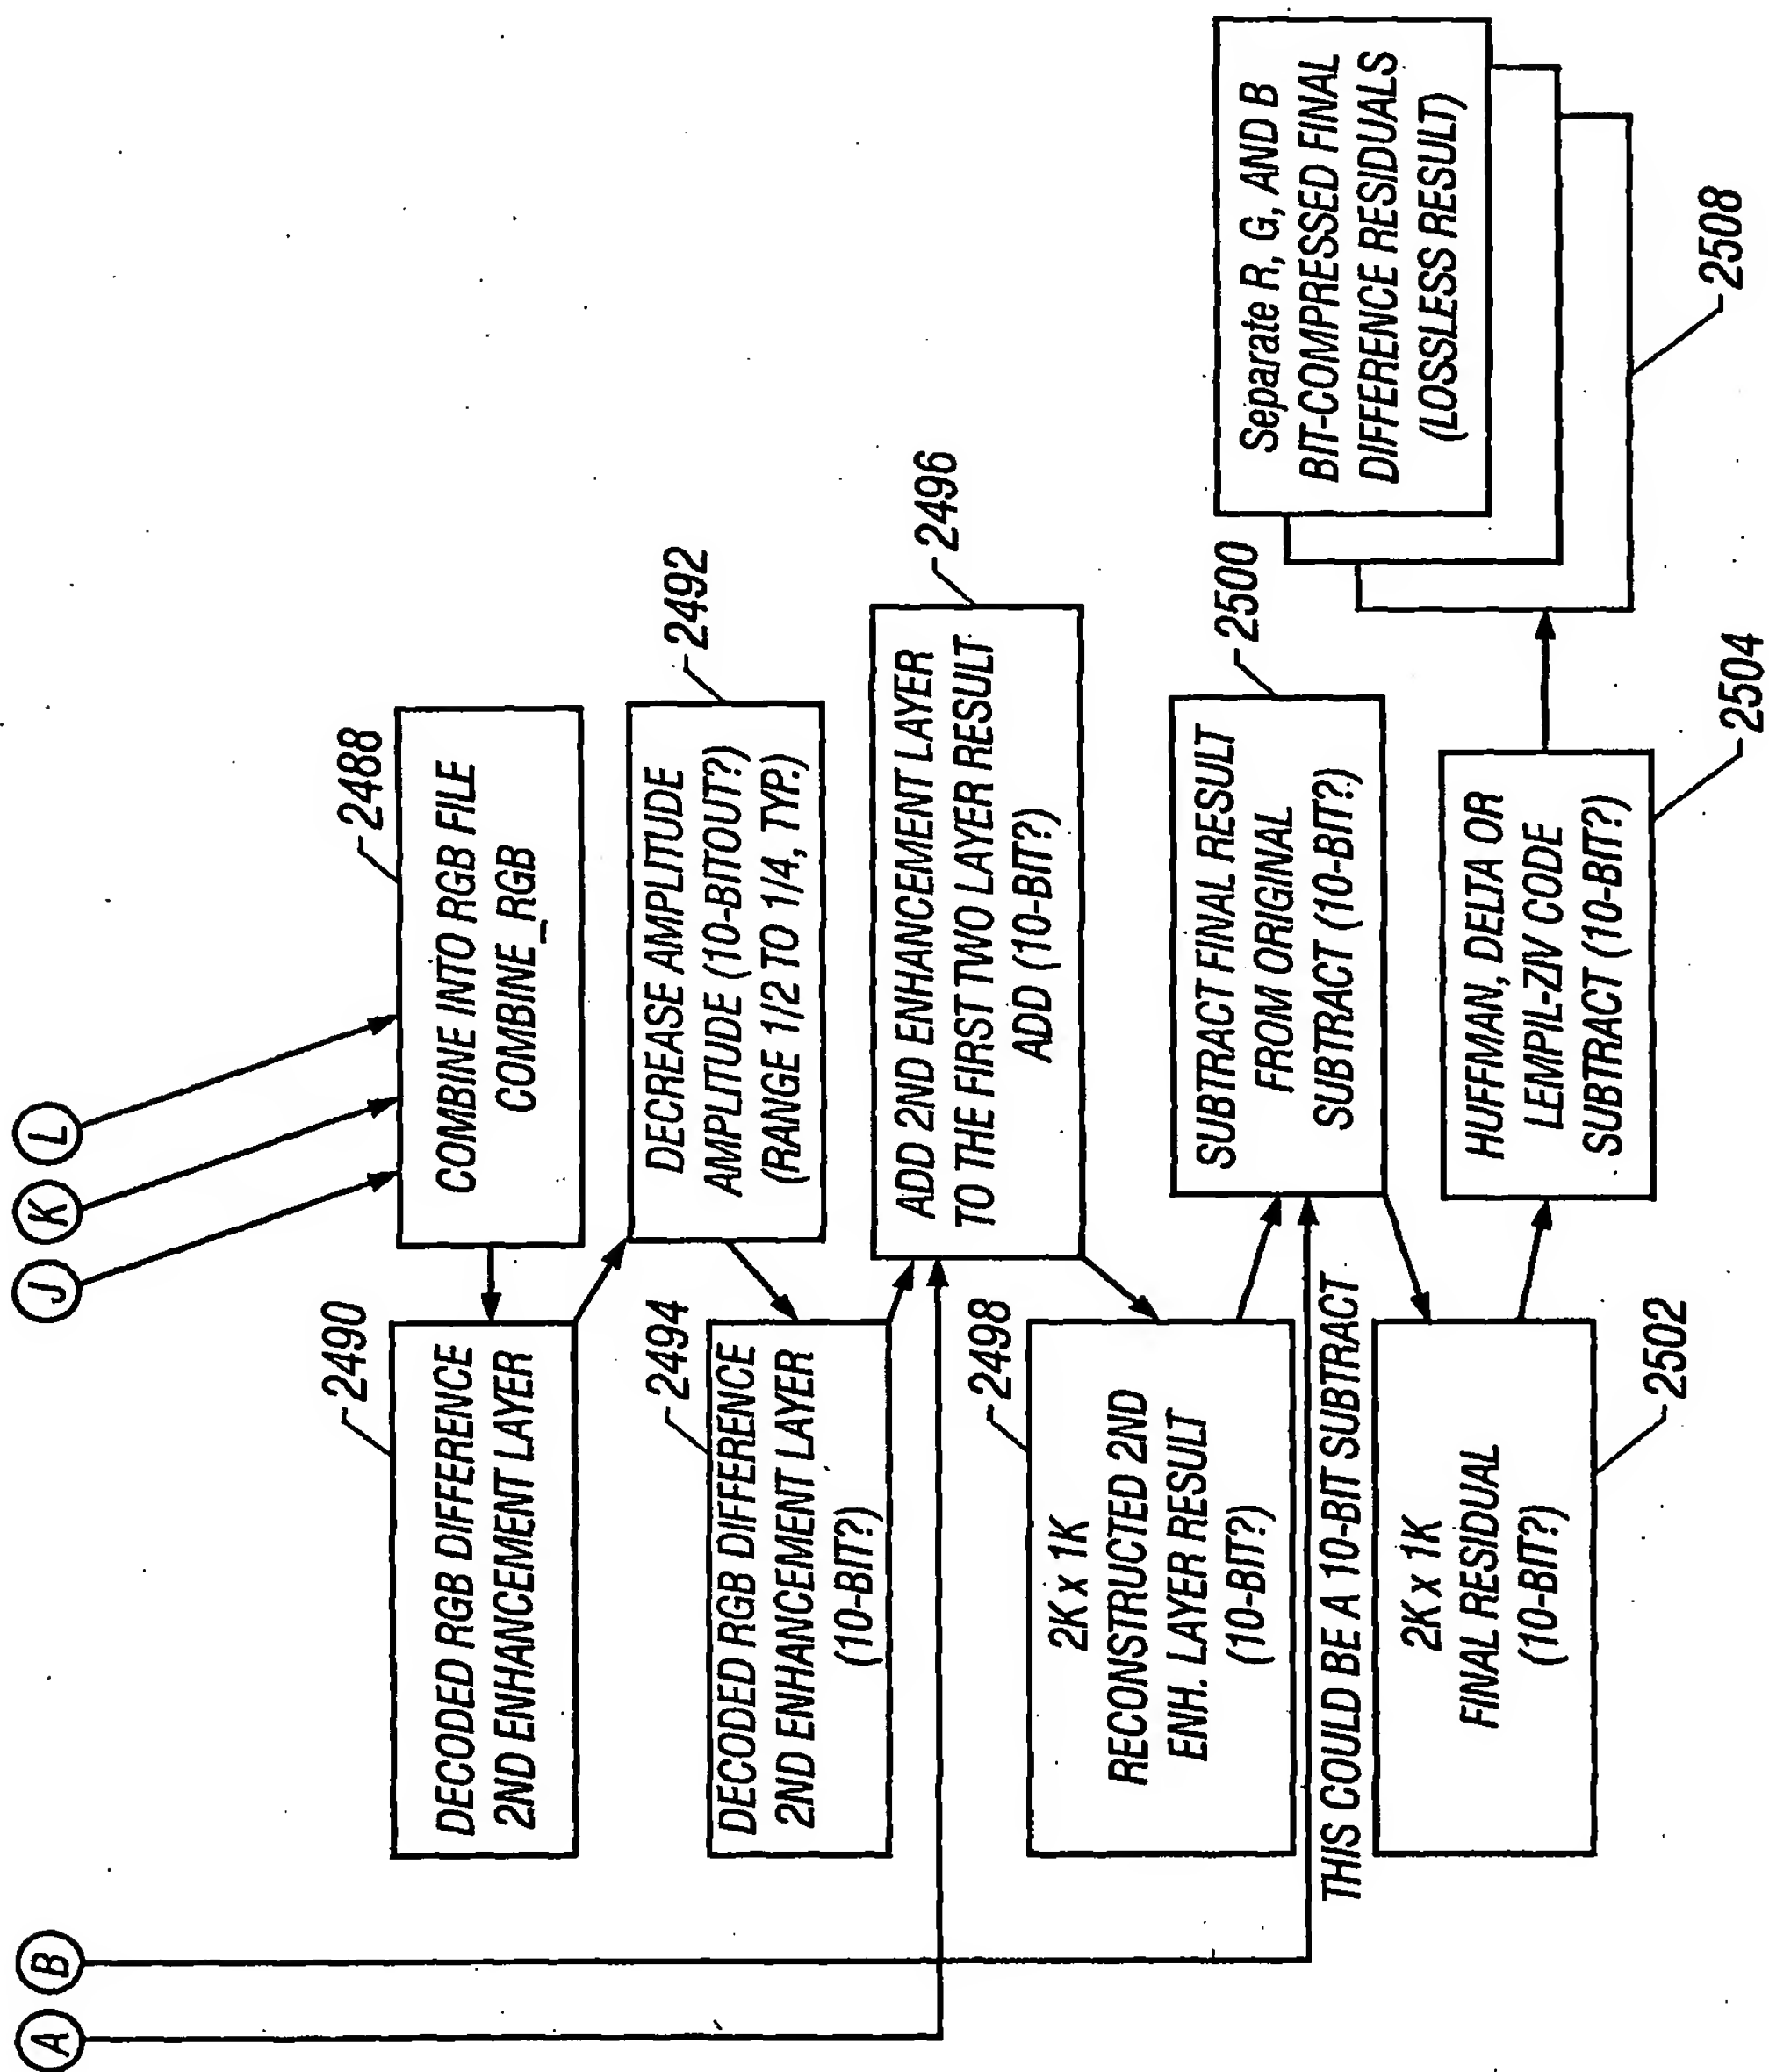 J
K
L
A
B
2488
COMBINE INTO RGB FILE
COMBINE_RGB
2490
DECODED RGB DIFFERENCE
2ND ENHANCEMENT LAYER
2492
DECREASE AMPLITUDE
AMPLITUDE (10-BITOUT?)
(RANGE 1/2 TO 1/4, TYP.)
2494
DECODED RGB DIFFERENCE
2ND ENHANCEMENT LAYER
(10-BIT?)
2496
ADD 2ND ENHANCEMENT LAYER
TO THE FIRST TWO LAYER RESULT
ADD (10-BIT?)
2498
2K x 1K
RECONSTRUCTED 2ND
ENH. LAYER RESULT
(10-BIT?)
2500
SUBTRACT FINAL RESULT
FROM ORIGINAL
SUBTRACT (10-BIT?)
THIS COULD BE A 10-BIT SUBTRACT
2K x 1K
FINAL RESIDUAL
(10-BIT?)
2502
HUFFMAN, DELTA OR
LEMPIL-ZIV CODE
SUBTRACT (10-BIT?)
2504
Separate R, G, AND B
BIT-COMPRESSED FINAL
DIFFERENCE RESIDUALS
(LOSSLESS RESULT)
2508